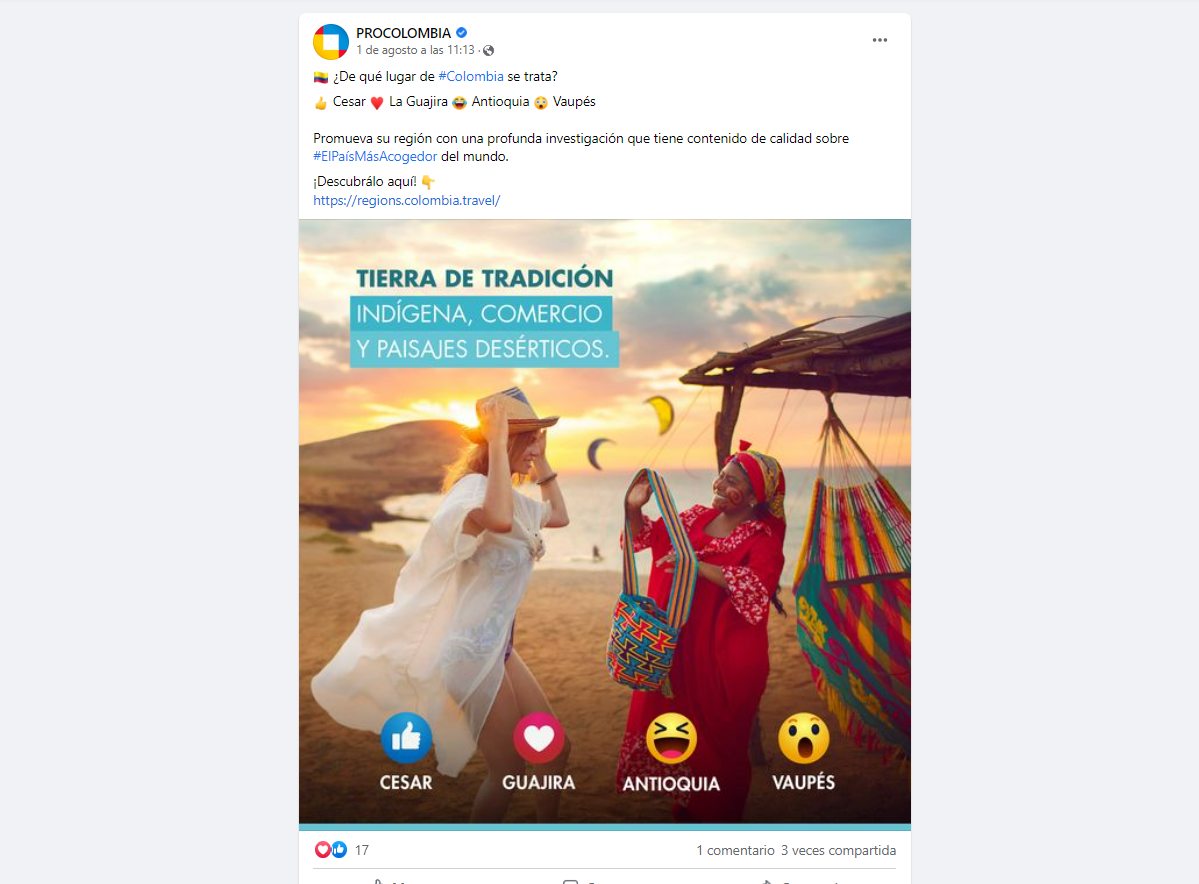 PROCOLOMBIA
1 de agosto a las 11:13 ·
¿De qué lugar de #Colombia se trata?
Cesar La Guajira Antioquia Vaupés
Promueva su región con una profunda investigación que tiene contenido de calidad sobre
#ElPaísMásAcogedor del mundo.
¡Descubrálo aquí!
https://regions.colombia.travel/
TIERRA DE TRADICIÓN
INDÍGENA, COMERCIO
Y PAISAJES DESÉRTICOS.
CESAR GUAJIRA ANTIOQUIA VAUPÉS
17 1 comentario 3 veces compartida